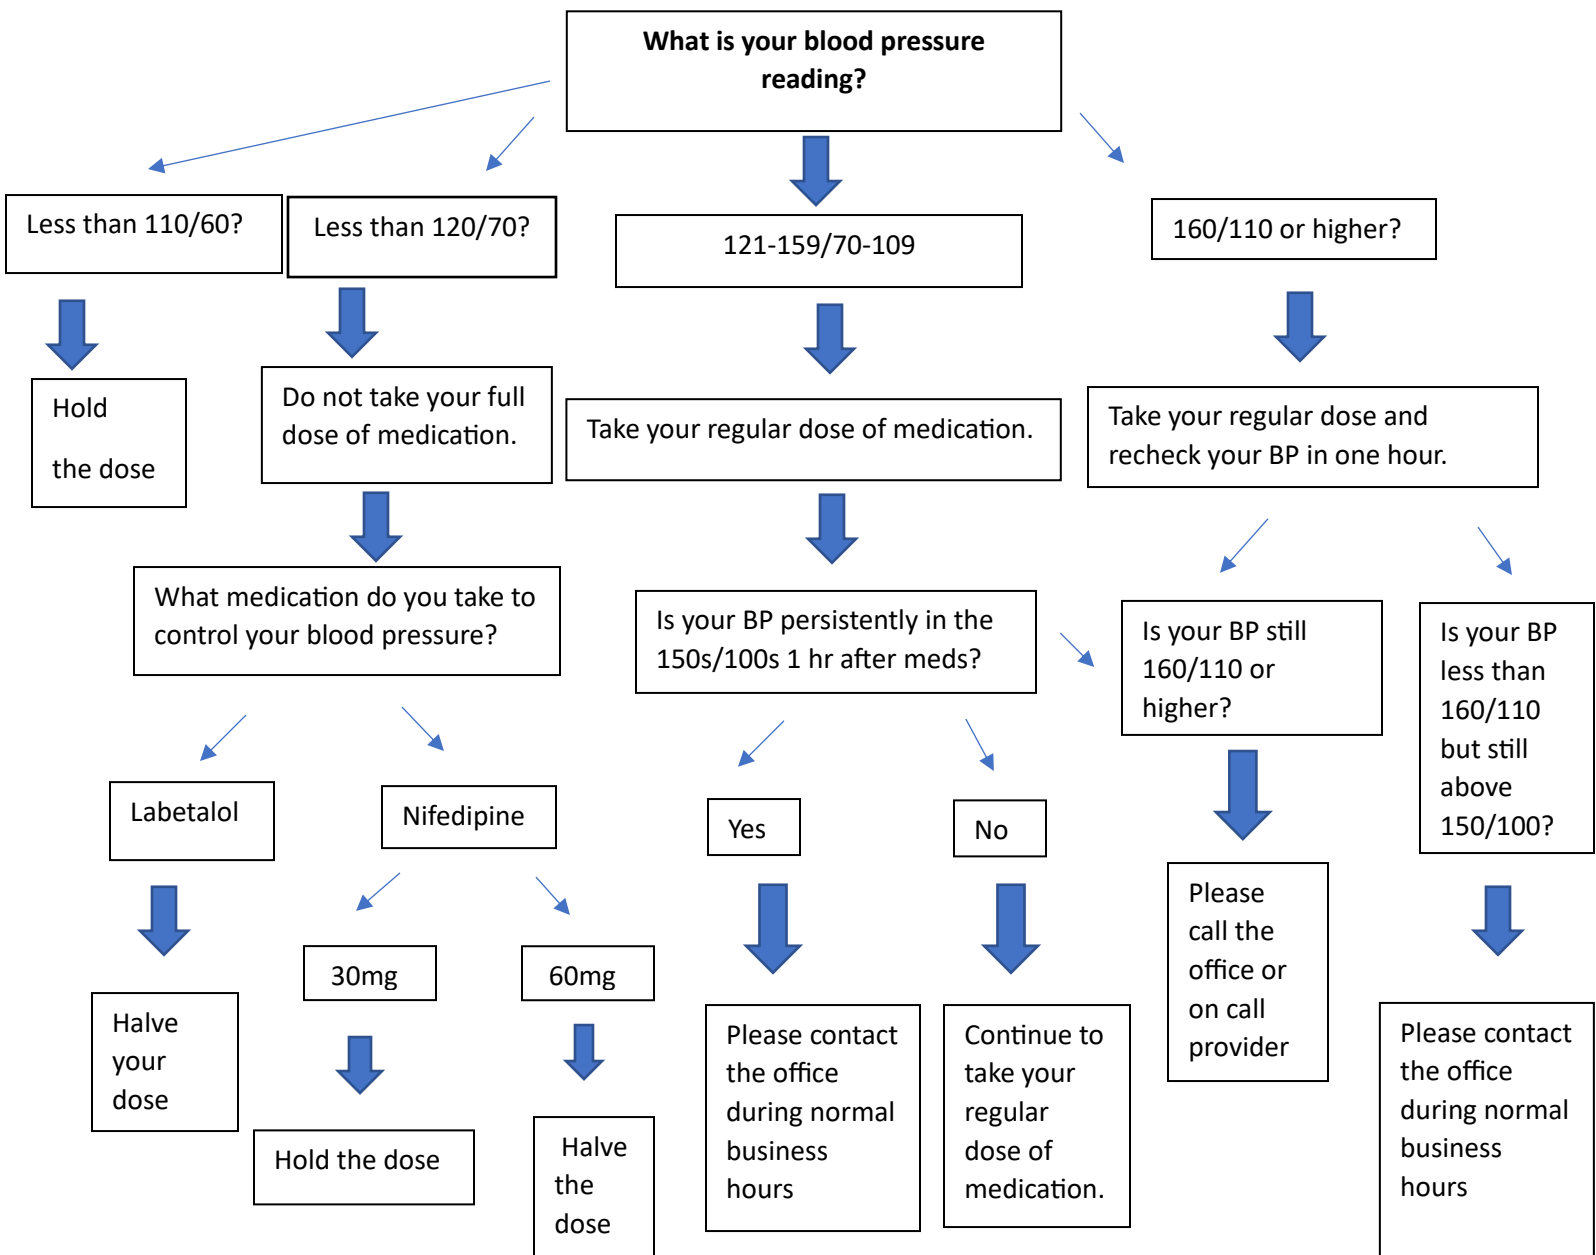 What is your blood pressure
reading?
Less than 110/60?
Less than 120/70?
121-159/70-109
160/110 or higher?
Hold
the dose
Do not take your full
dose of medication.
Take your regular dose of medication.
Take your regular dose and
recheck your BP in one hour.
What medication do you take to
control your blood pressure?
Is your BP persistently in the
150s/100s 1 hr after meds?
Is your BP still
160/110 or
higher?
Is your BP
less than
160/110
but still
above
150/100?
Labetalol
Nifedipine
Yes
No
Please
call the
office or
on call
provider
30mg
60mg
Halve
your
dose
Hold the dose
Halve
the
dose
Please contact
the office
during normal
business
hours
Continue to
take your
regular
dose of
medication.
Please contact
the office
during normal
business
hours